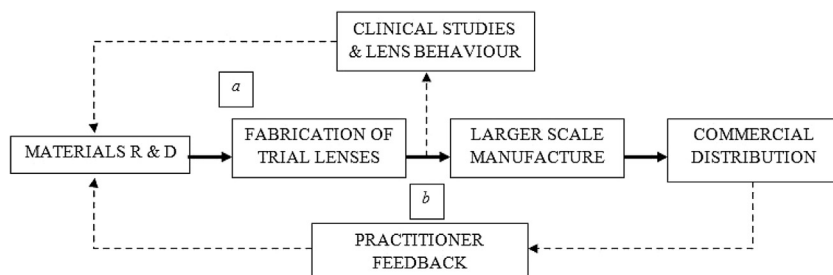 CLINICAL STUDIES
& LENS BEHAVIOUR
a
MATERIALS R & D
FABRICATION OF
TRIAL LENSES
LARGER SCALE
MANUFACTURE
COMMERCIAL
DISTRIBUTION
b
PRACTITIONER
FEEDBACK